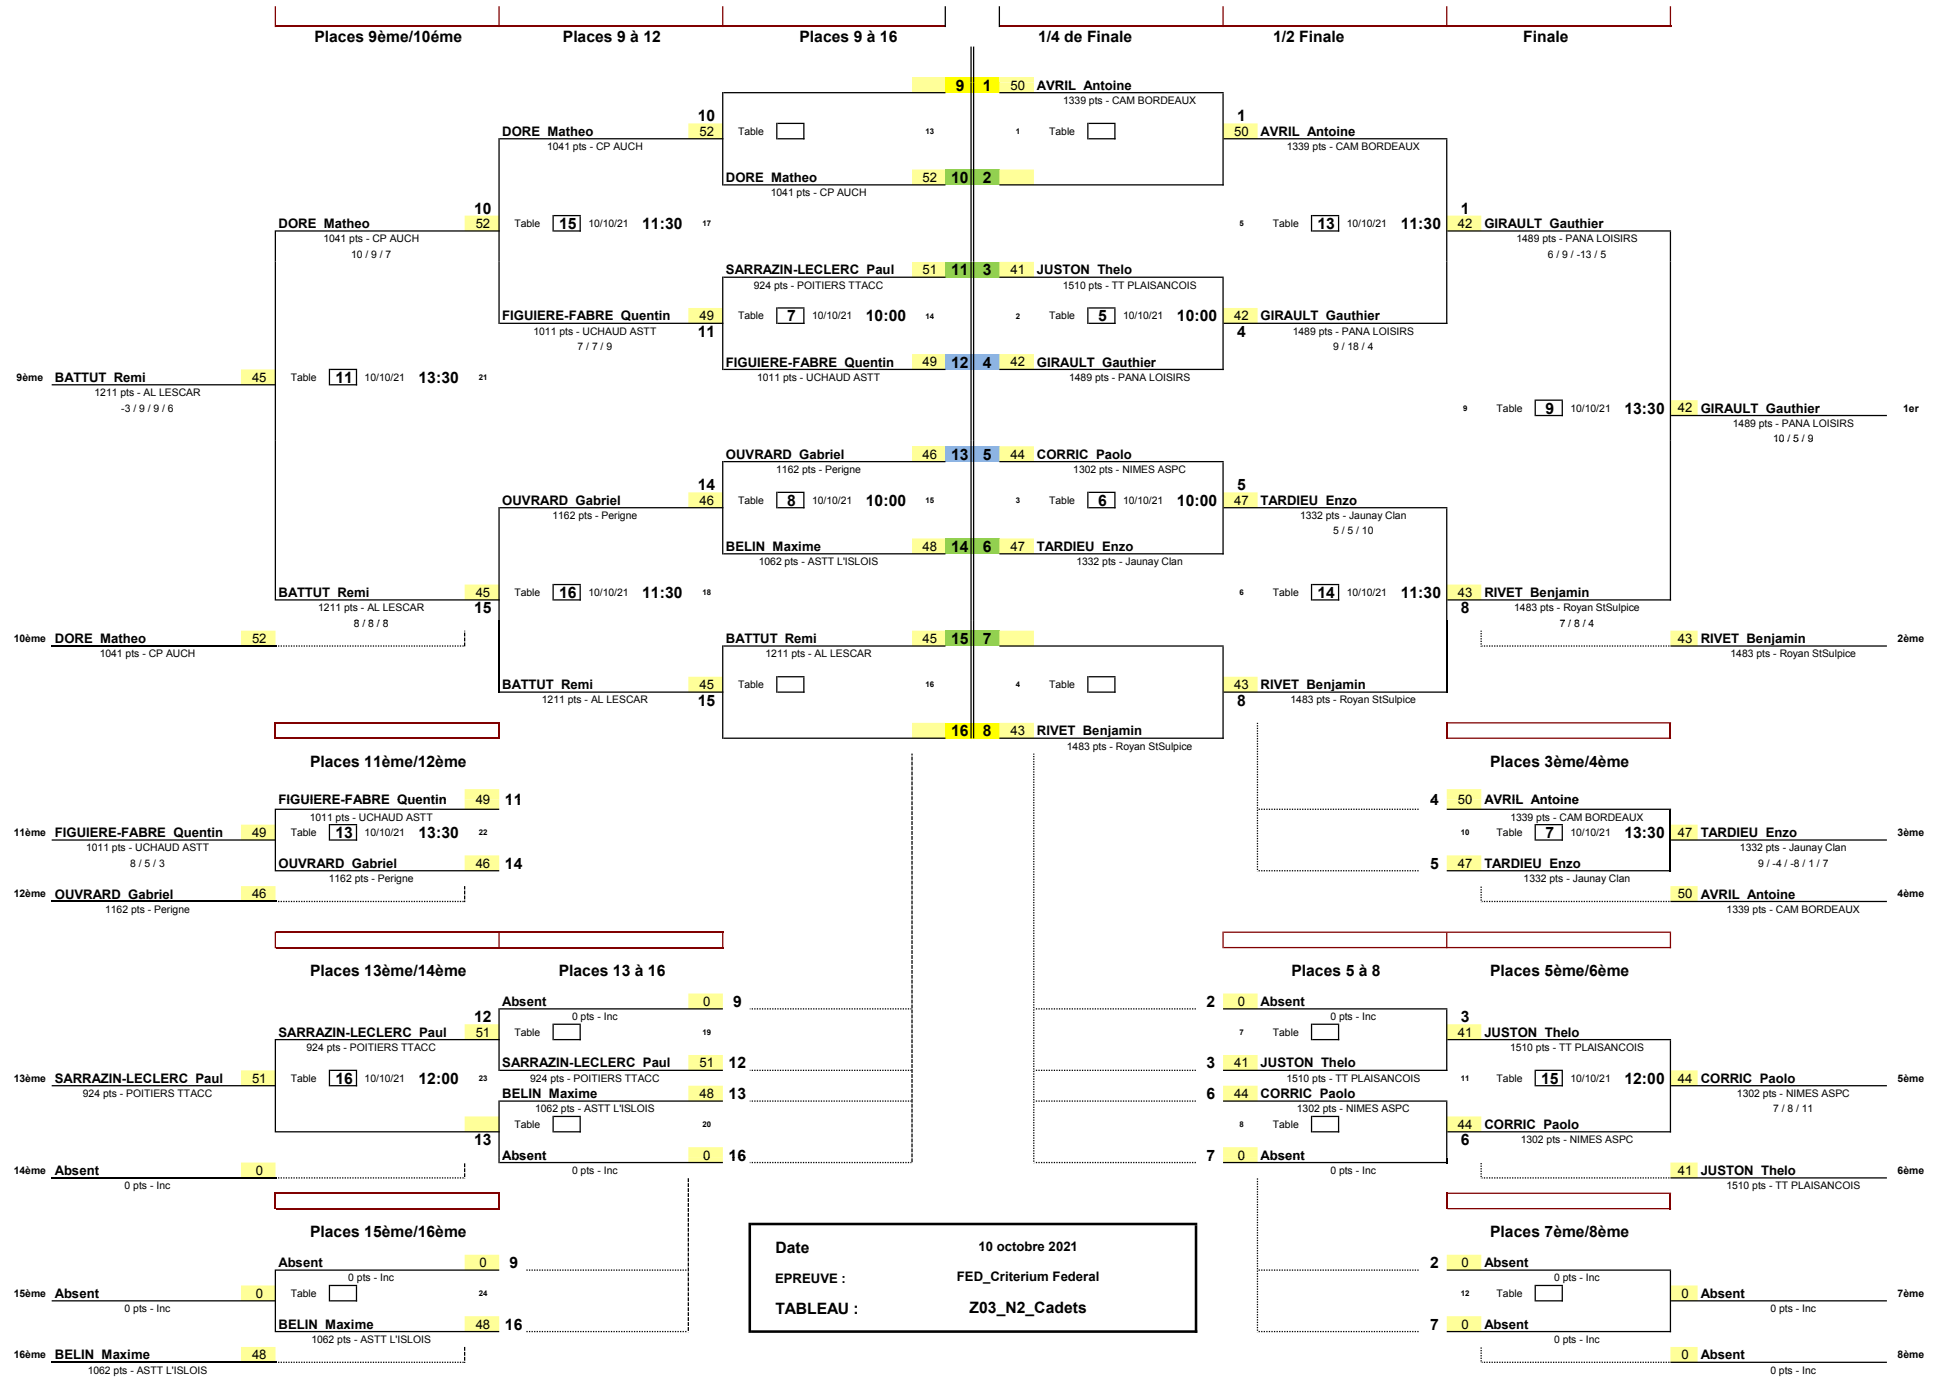 Places 9ème/10éme Places 9 à 12 Places 9 à 16 1/4 de Finale 1/2 Finale Finale
9 1 50 AVRIL Antoine
1339 pts - CAM BORDEAUX
10 1
DORE Matheo 52 Table 13 1 Table 50 AVRIL Antoine
1041 pts - CP AUCH 1339 pts - CAM BORDEAUX
DORE Matheo 52 10 2
1041 pts - CP AUCH
10 1
DORE Matheo 52 Table 15 10/10/21 11:30 17 5 Table 13 10/10/21 11:30 42 GIRAULT Gauthier
1041 pts - CP AUCH 1489 pts - PANA LOISIRS
10 / 9 / 7 6 / 9 / -13 / 5
SARRAZIN-LECLERC Paul 51 11 3 41 JUSTON Thelo
924 pts - POITIERS TTACC 1510 pts - TT PLAISANCOIS
FIGUIERE-FABRE Quentin 49 Table 7 10/10/21 10:00 14 2 Table 5 10/10/21 10:00 42 GIRAULT Gauthier
1011 pts - UCHAUD ASTT 11 4 1489 pts - PANA LOISIRS
7 / 7 / 9 9 / 18 / 4
FIGUIERE-FABRE Quentin 49 12 4 42 GIRAULT Gauthier
1011 pts - UCHAUD ASTT 1489 pts - PANA LOISIRS
9ème BATTUT Remi 45 Table 11 10/10/21 13:30 21
1211 pts - AL LESCAR
-3 / 9 / 9 / 6
9 Table 9 10/10/21 13:30 42 GIRAULT Gauthier 1er
1489 pts - PANA LOISIRS
10 / 5 / 9
OUVRARD Gabriel 46 13 5 44 CORRIC Paolo
1162 pts - Perigne 1302 pts - NIMES ASPC
14 5
OUVRARD Gabriel 46 Table 8 10/10/21 10:00 15 3 Table 6 10/10/21 10:00 47 TARDIEU Enzo
1162 pts - Perigne 1332 pts - Jaunay Clan
5 / 5 / 10
BELIN Maxime 48 14 6 47 TARDIEU Enzo
1062 pts - ASTT L'ISLOIS 1332 pts - Jaunay Clan
BATTUT Remi 45 Table 16 10/10/21 11:30 18 6 Table 14 10/10/21 11:30 43 RIVET Benjamin
1211 pts - AL LESCAR 15 8 1483 pts - Royan StSulpice
8 / 8 / 8 7 / 8 / 4
10ème DORE Matheo 52 BATTUT Remi 45 15 7 43 RIVET Benjamin 2ème
1041 pts - CP AUCH 1211 pts - AL LESCAR 1483 pts - Royan StSulpice
BATTUT Remi 45 Table 16 4 Table 43 RIVET Benjamin
1211 pts - AL LESCAR 15 8 1483 pts - Royan StSulpice
16 8 43 RIVET Benjamin
1483 pts - Royan StSulpice
Places 11ème/12ème Places 3ème/4ème
FIGUIERE-FABRE Quentin 49 11 4 50 AVRIL Antoine
1011 pts - UCHAUD ASTT 1339 pts - CAM BORDEAUX
11ème FIGUIERE-FABRE Quentin 49 Table 13 10/10/21 13:30 22 10 Table 7 10/10/21 13:30 47 TARDIEU Enzo 3ème
1011 pts - UCHAUD ASTT 1332 pts - Jaunay Clan
8 / 5 / 3 9 / -4 / -8 / 1 / 7
OUVRARD Gabriel 46 14 5 47 TARDIEU Enzo
1162 pts - Perigne 1332 pts - Jaunay Clan
12ème OUVRARD Gabriel 46 50 AVRIL Antoine 4ème
1162 pts - Perigne 1339 pts - CAM BORDEAUX
Places 13ème/14ème Places 13 à 16 Places 5 à 8 Places 5ème/6ème
Absent 0 9 2 0 Absent
0 pts - Inc 0 pts - Inc
12 3
SARRAZIN-LECLERC Paul 51 Table 19 7 Table 41 JUSTON Thelo
924 pts - POITIERS TTACC 1510 pts - TT PLAISANCOIS
SARRAZIN-LECLERC Paul 51 12 3 41 JUSTON Thelo
924 pts - POITIERS TTACC 1510 pts - TT PLAISANCOIS
13ème SARRAZIN-LECLERC Paul 51 Table 16 10/10/21 12:00 23 11 Table 15 10/10/21 12:00 44 CORRIC Paolo 5ème
924 pts - POITIERS TTACC 1302 pts - NIMES ASPC
7 / 8 / 11
BELIN Maxime 48 13 6 44 CORRIC Paolo
1062 pts - ASTT L'ISLOIS 1302 pts - NIMES ASPC
Table 20 8 Table 44 CORRIC Paolo
13 6 1302 pts - NIMES ASPC
Absent 0 16 7 0 Absent
0 pts - Inc 0 pts - Inc
14ème Absent 0 41 JUSTON Thelo 6ème
0 pts - Inc 1510 pts - TT PLAISANCOIS
Places 15ème/16ème Places 7ème/8ème
Date 10 octobre 2021
Absent 0 9 2 0 Absent
0 pts - Inc 0 pts - Inc
EPREUVE : FED_Criterium Federal
15ème Absent 0 Table 24 12 Table 0 Absent 7ème
0 pts - Inc 0 pts - Inc
TABLEAU : Z03_N2_Cadets
BELIN Maxime 48 16 7 0 Absent
1062 pts - ASTT L'ISLOIS 0 pts - Inc
16ème BELIN Maxime 48 0 Absent 8ème
1062 pts - ASTT L'ISLOIS 0 pts - Inc